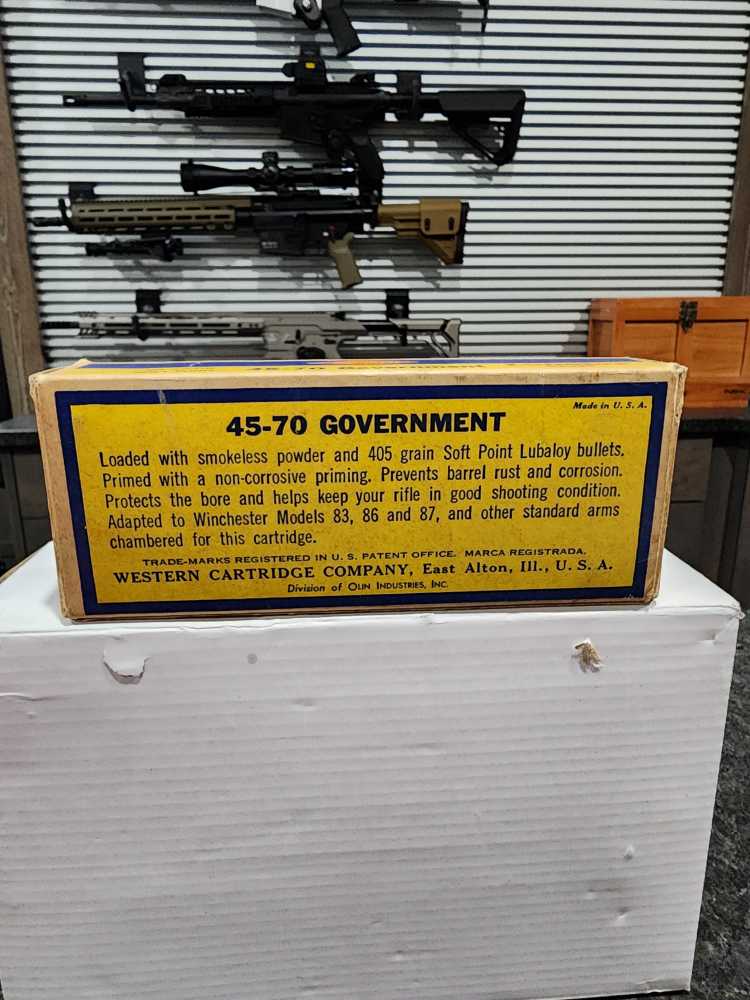 45-70 Government
Made in U. S. A.
45-70 GOVERNMENT
Loaded with smokeless powder and 405 grain Soft Point Lubaloy bullets.
Primed with a non-corrosive priming. Prevents barrel rust and corrosion.
Protects the bore and helps keep your rifle in good shooting condition.
Adapted to Winchester Models 83, 86 and 87, and other standard arms
chambered for this cartridge.
TRADE-MARKS REGISTERED IN U. S. PATENT OFFICE. MARCA REGISTRADA.
WESTERN CARTRIDGE COMPANY, East Alton, Ill., U. S. A.
Division of OLIN INDUSTRIES, INC.